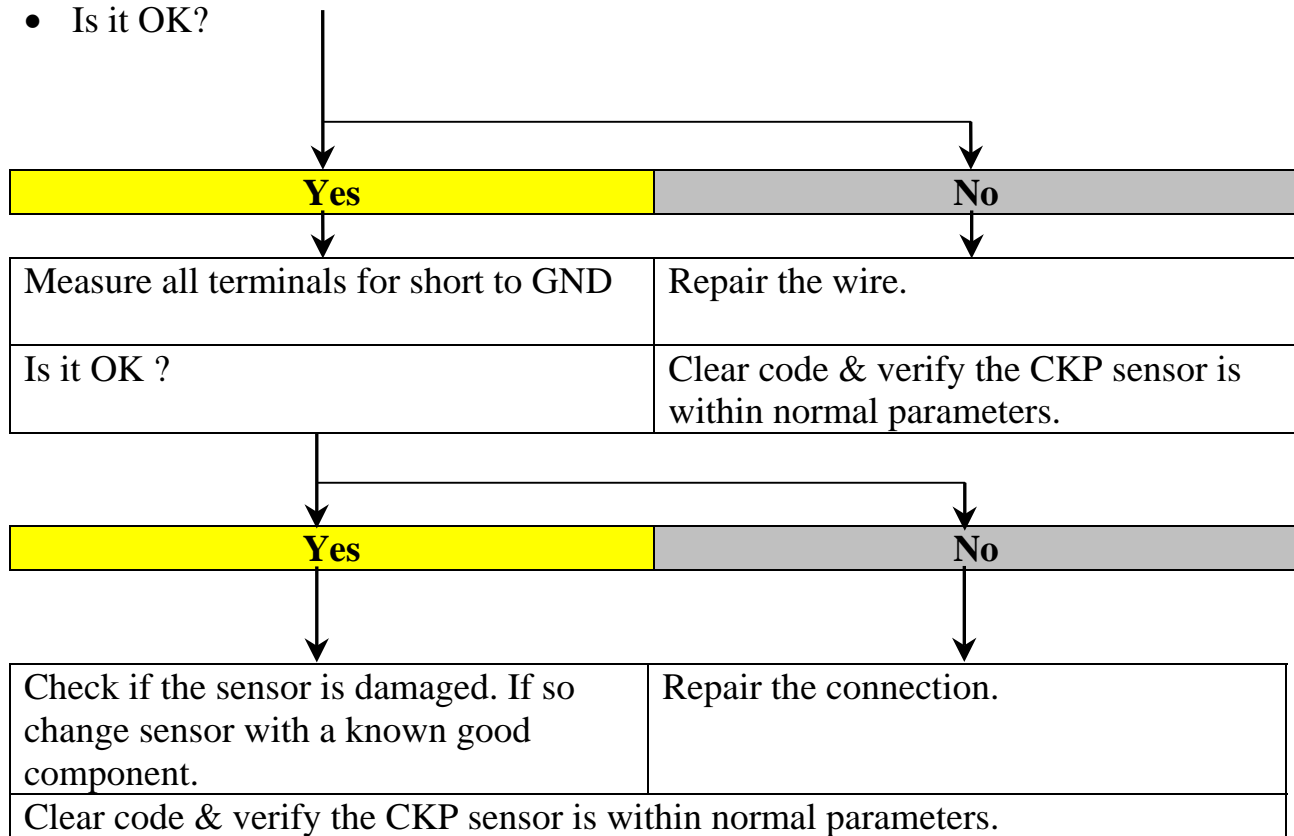 • Is it OK?
Yes
No
Measure all terminals for short to GND
Repair the wire.
Is it OK ?
Clear code & verify the CKP sensor is
within normal parameters.
Yes
No
Check if the sensor is damaged. If so
change sensor with a known good
component.
Repair the connection.
Clear code & verify the CKP sensor is within normal parameters.